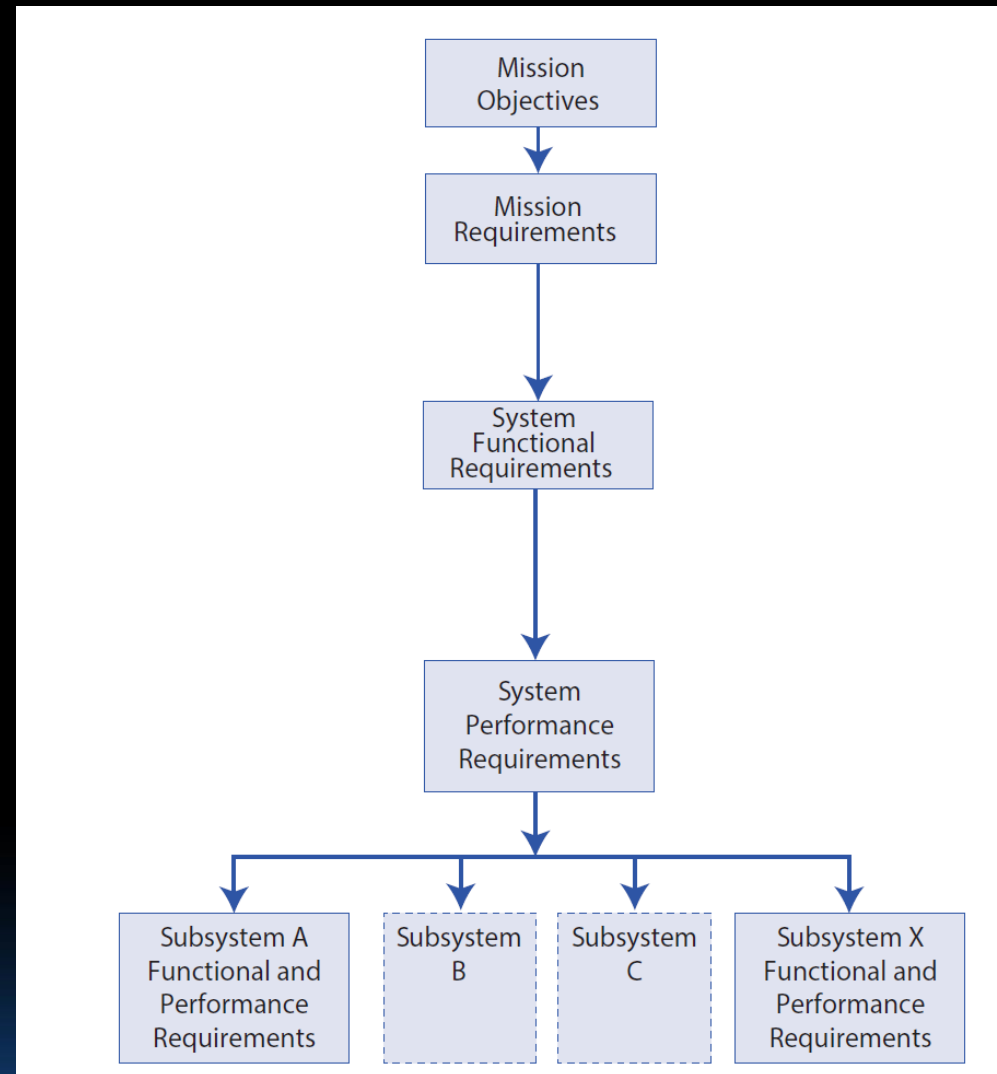 Mission
Objectives
Mission
Requirements
System
Functional
Requirements
System
Performance
Requirements
Subsystem A
Functional and
Performance
Requirements
Subsystem
B
Subsystem
C
Subsystem X
Functional and
Performance
Requirements